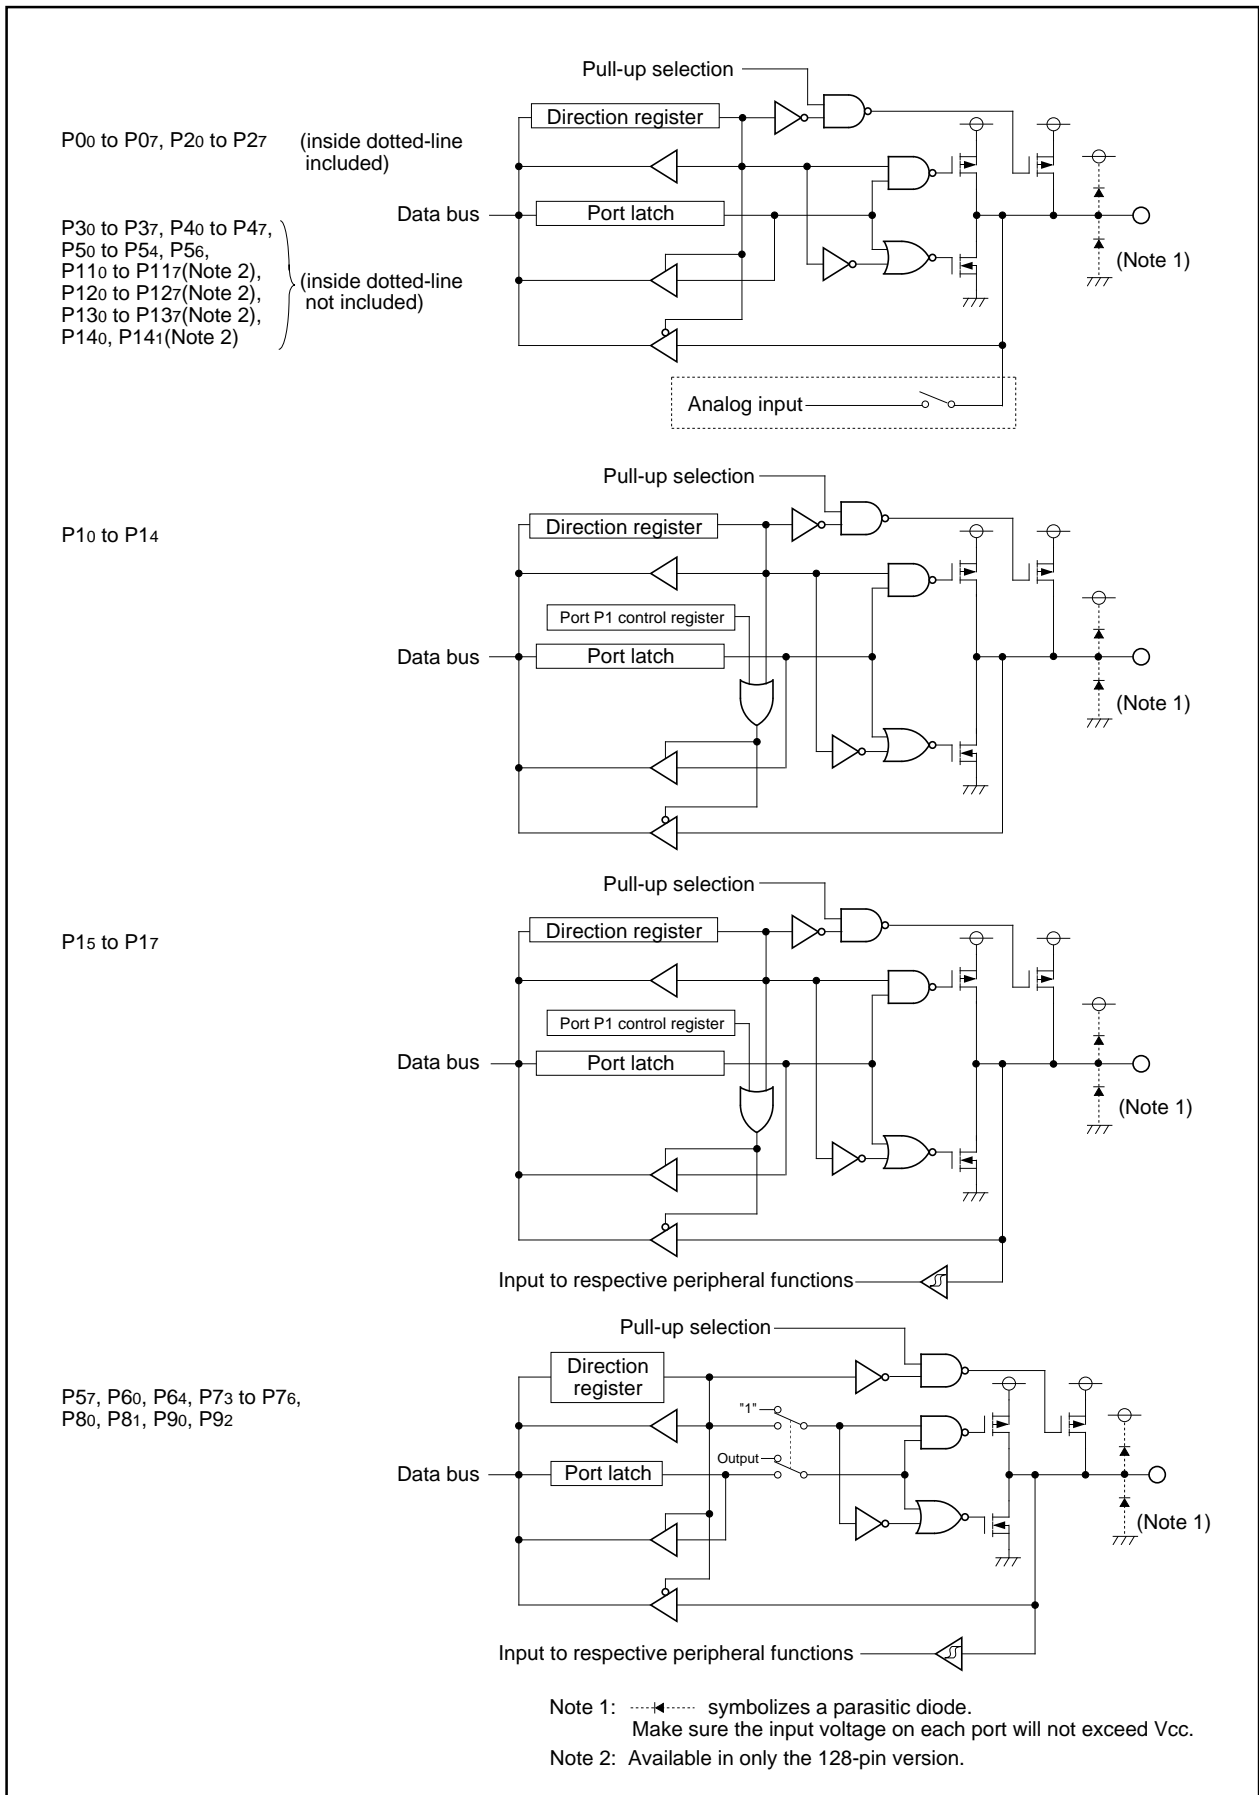 Pull-up selection
Direction register
P00 to P07, P20 to P27 (inside dotted-line
included)
Data bus
Port latch
P30 to P37, P40 to P47,
P50 to P54, P56,
P110 to P117(Note 2),
P120 to P127(Note 2),
P130 to P137(Note 2),
P140, P141(Note 2)
(inside dotted-line
not included)
(Note 1)
Analog input
Pull-up selection
P10 to P14
Direction register
Port P1 control register
Data bus
Port latch
(Note 1)
Pull-up selection
P15 to P17
Direction register
Port P1 control register
Data bus
Port latch
(Note 1)
Input to respective peripheral functions
Pull-up selection
Direction
register
P57, P60, P64, P73 to P76,
P80, P81, P90, P92
"1"
Output
Data bus
Port latch
(Note 1)
Input to respective peripheral functions
Note 1: symbolizes a parasitic diode.
Make sure the input voltage on each port will not exceed Vcc.
Note 2: Available in only the 128-pin version.